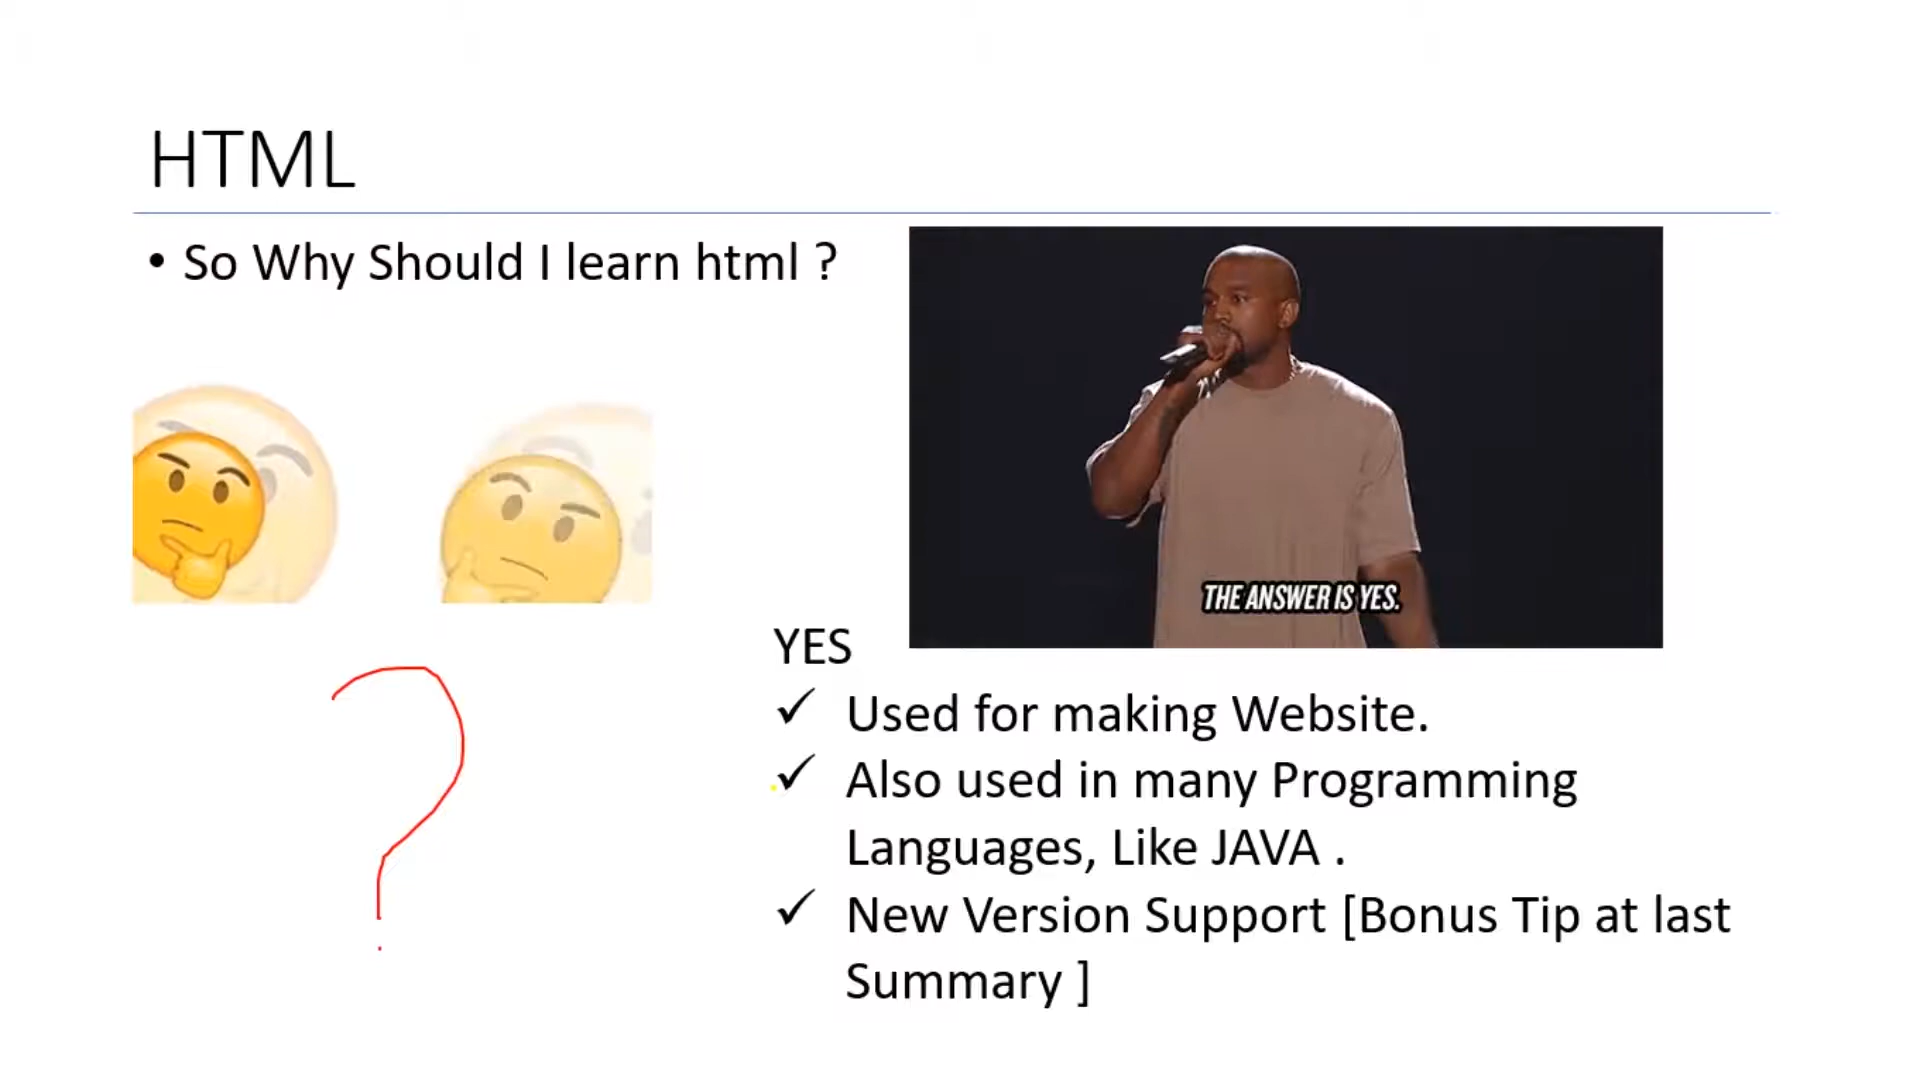 HTML
• So Why Should I learn html ?
THE ANSWER IS YES.
YES
✓ Used for making Website.
✓ Also used in many Programming
Languages, Like JAVA .
✓ New Version Support [Bonus Tip at last
Summary ]
?